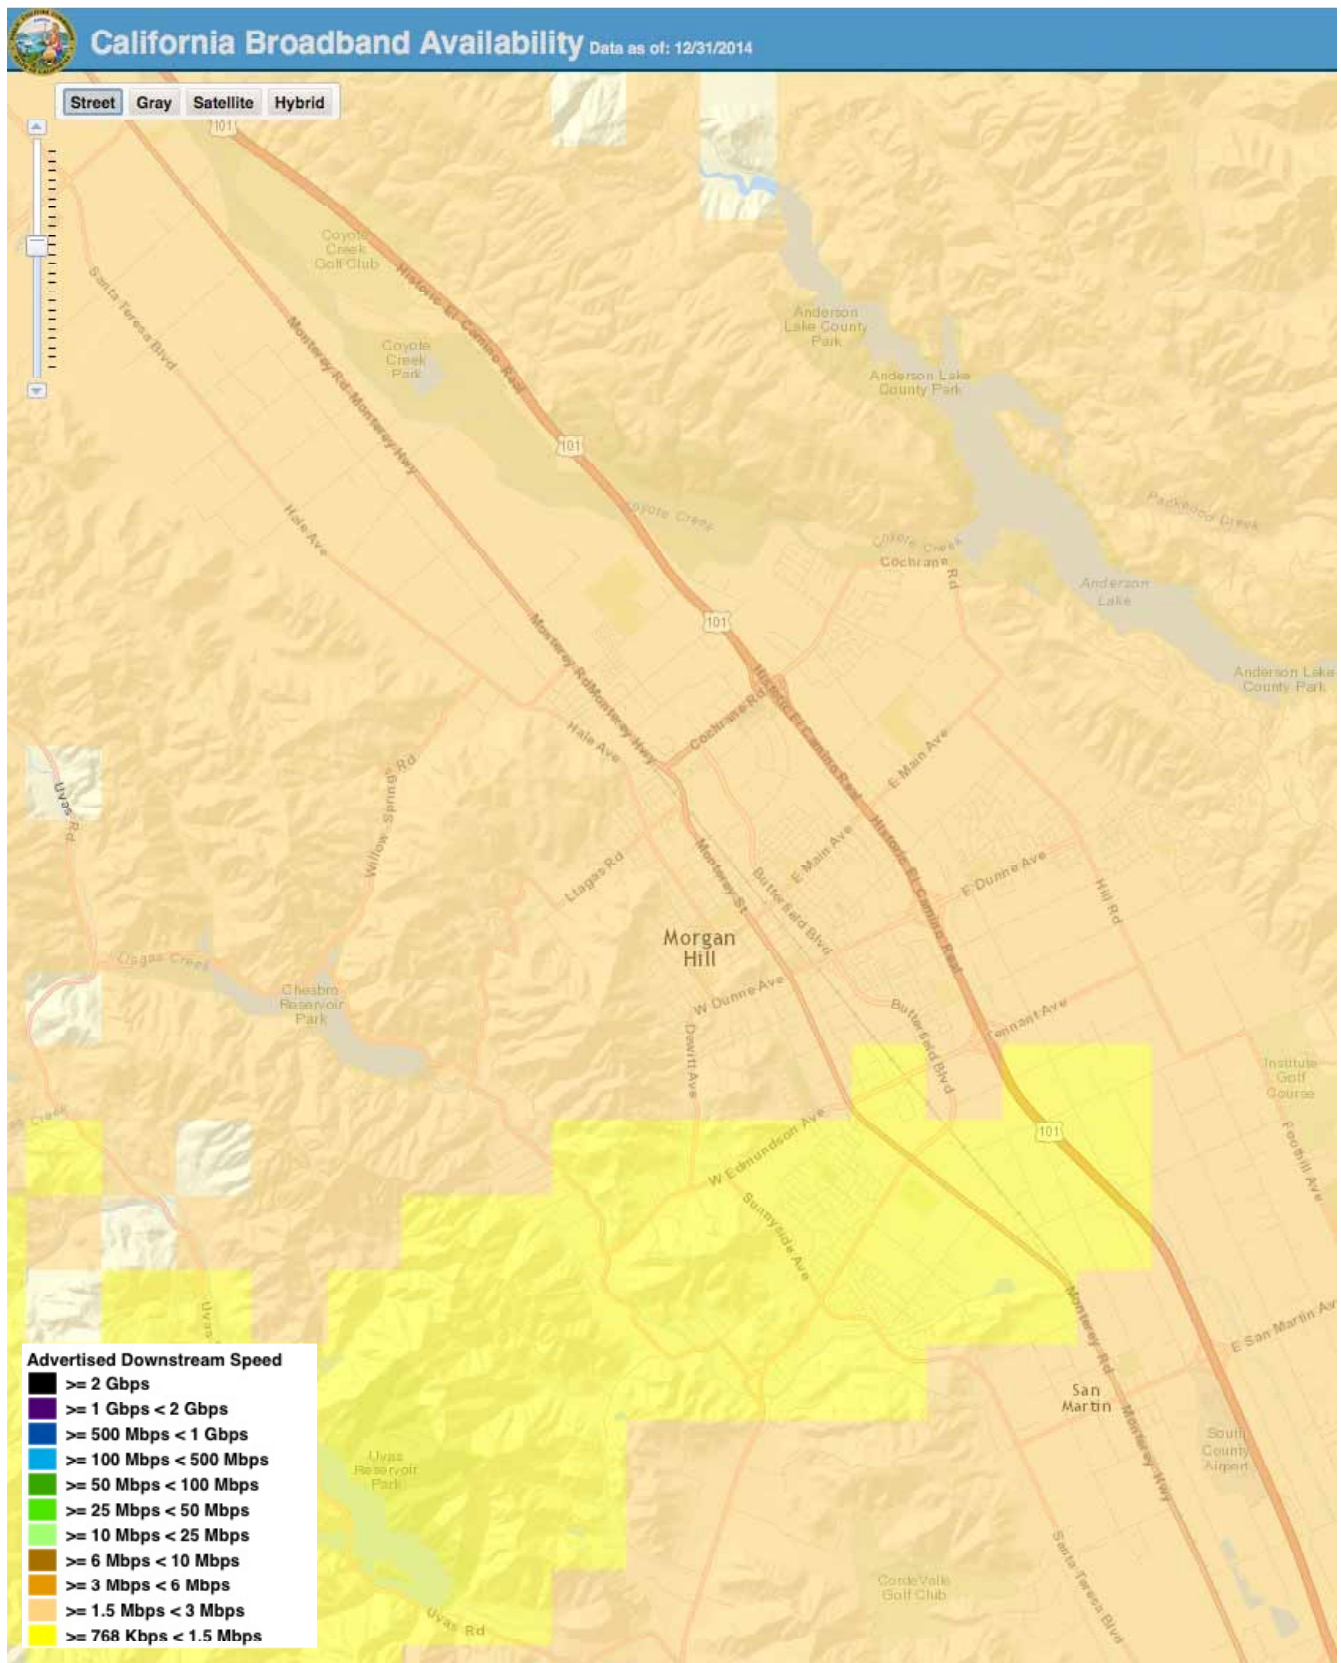 California Broadband Availability Data as of: 12/31/2014
Street Gray Satellite Hybrid
101
Coyote
Creek
Golf Club
Historic El Camino Real
Santa Teresa Blvd
Monterey Rd Monterey Hwy
Coyote
Creek
Park
Anderson
Lake County
Park
Anderson Lake
County Park
101
Hale Ave
Coyote Creek
Packwood Creek
Coyote Creek
Cochrane Rd
Anderson
Lake
101
Monterey Rd Monterey Hwy
Anderson Lake
County Park
Hale Ave
Cochrane Rd
Historic El Camino Real
E Main Ave
Uvas Rd
Willow Springs Rd
Llagas Rd
Monterey St
Butterfield Blvd
E Main Ave
Historic El Camino Real
E Dunne Ave
Hill Rd
Morgan
Hill
Chesbro
Reservoir
Park
W Dunne Ave
Dewitt Ave
Butterfield Blvd
Tennant Ave
Institute
Golf
Course
Creek
101
W Edmundson Ave
Sunnyside Ave
Foothill Ave
Uvas
Monterey Rd
E San Martin Av
San
Martin
Monterey Hwy
South
County
Airport
Uvas
Reservoir
Park
Santa Teresa Blvd
CordeValle
Golf Club
Uvas Rd
Advertised Downstream Speed
>= 2 Gbps
>= 1 Gbps < 2 Gbps
>= 500 Mbps < 1 Gbps
>= 100 Mbps < 500 Mbps
>= 50 Mbps < 100 Mbps
>= 25 Mbps < 50 Mbps
>= 10 Mbps < 25 Mbps
>= 6 Mbps < 10 Mbps
>= 3 Mbps < 6 Mbps
>= 1.5 Mbps < 3 Mbps
>= 768 Kbps < 1.5 Mbps